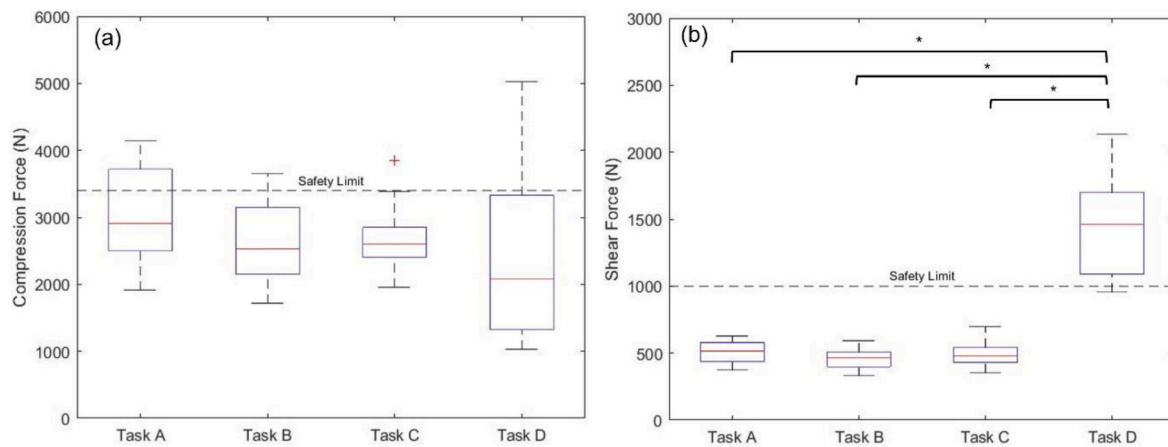 (a)
Compression Force (N)
6000
5000
4000
3000
2000
1000
0
Safety Limit
+
Task A
Task B
Task C
Task D
(b)
Shear Force (N)
3000
2500
2000
1500
1000
500
0
*
*
*
Safety Limit
Task A
Task B
Task C
Task D